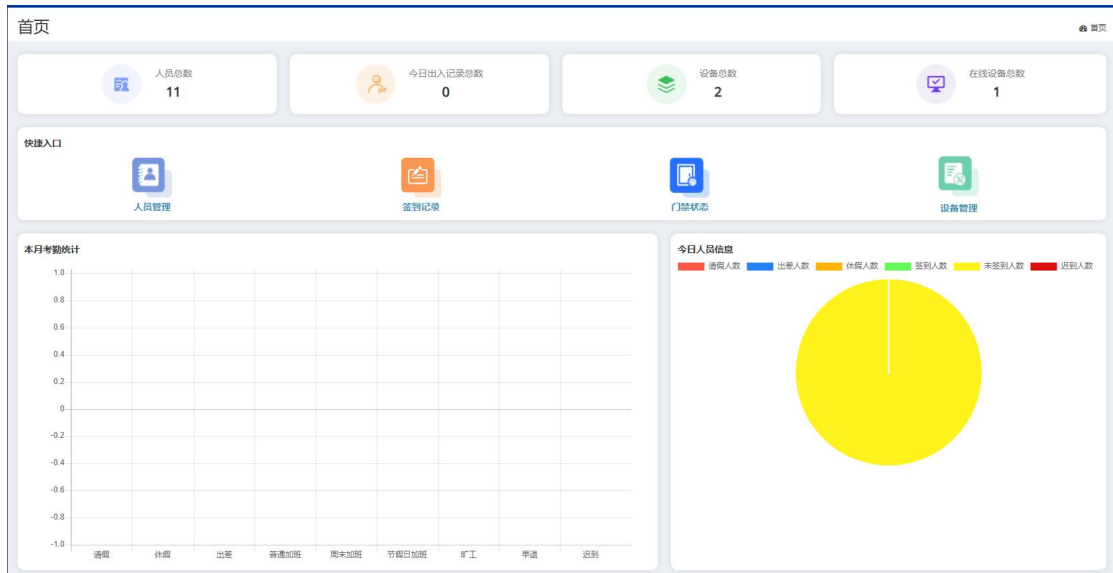 首页
首页
人员总数
11
今日出入记录总数
0
设备总数
2
在线设备总数
1
快捷入口
人员管理
签到记录
门禁状态
设备管理
本月考勤统计
1.0
0.8
0.6
0.4
0.2
0
-0.2
-0.4
-0.6
-0.8
-1.0
请假 休假 出差 普通加班 周末加班 节假日加班 旷工 早退 迟到
今日人员信息
请假人数 出差人数 休假人数 签到人数 未签到人数 迟到人数